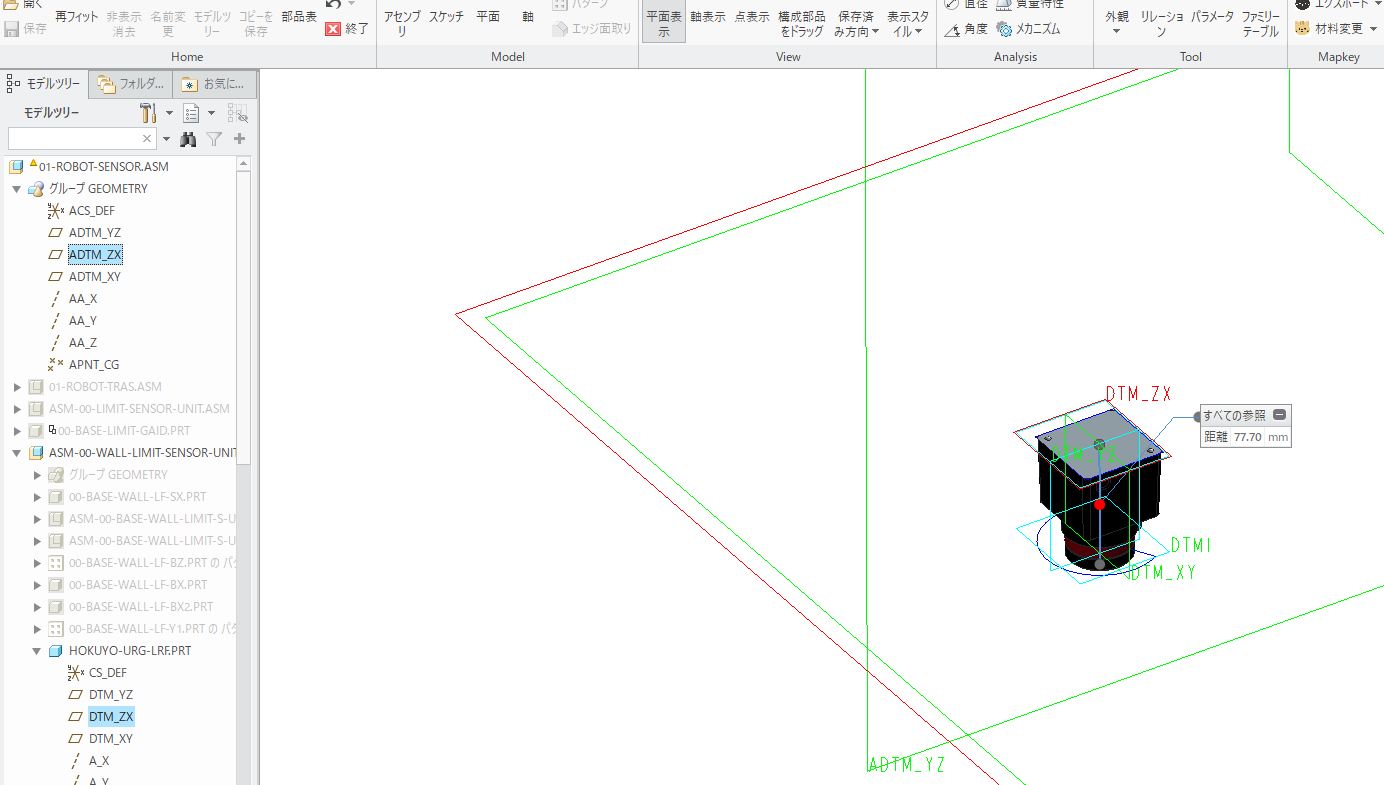 開く
保存
再フィット
非表示
消去
名前変
更
モデルツ
リー
コピーを
保存
部品表
終了
アセンブ
リ
スケッチ
平面
軸
パターン
エッジ面取り
平面表
示
軸表示
点表示
構成部品
をドラッグ
保存済
み方向
表示スタ
イル
直径
角度
質量特性
メカニズム
外観
リレーショ
ン
パラメータ
ファミリー
テーブル
エクスポート
材料変更
Home
Model
View
Analysis
Tool
Mapkey
モデルツリー
フォルダ...
お気に...
モデルツリー
01-ROBOT-SENSOR.ASM
グループ GEOMETRY
ACS_DEF
ADTM_YZ
ADTM_ZX
ADTM_XY
AA_X
AA_Y
AA_Z
APNT_CG
01-ROBOT-TRAS.ASM
ASM-00-LIMIT-SENSOR-UNIT.ASM
00-BASE-LIMIT-GAID.PRT
ASM-00-WALL-LIMIT-SENSOR-UNIT
グループ GEOMETRY
00-BASE-WALL-LF-SX.PRT
ASM-00-BASE-WALL-LIMIT-S-U
ASM-00-BASE-WALL-LIMIT-S-U
00-BASE-WALL-LF-BZ.PRT の パタ
00-BASE-WALL-LF-BX.PRT
00-BASE-WALL-LF-BX2.PRT
00-BASE-WALL-LF-Y1.PRT の パタ
HOKUYO-URG-LRF.PRT
CS_DEF
DTM_YZ
DTM_ZX
DTM_XY
A_X
A_Y
DTM_ZX
すべての参照
距離 77.70 mm
DTM1
DTM_XY
ADTM_YZ